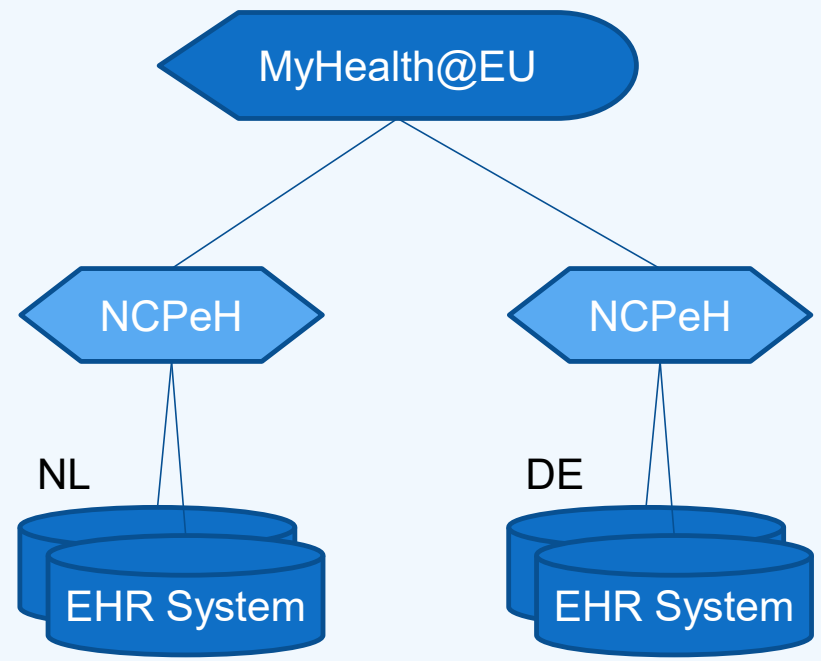 MyHealth@EU
NCPeH
NCPeH
NL
DE
EHR System
EHR System